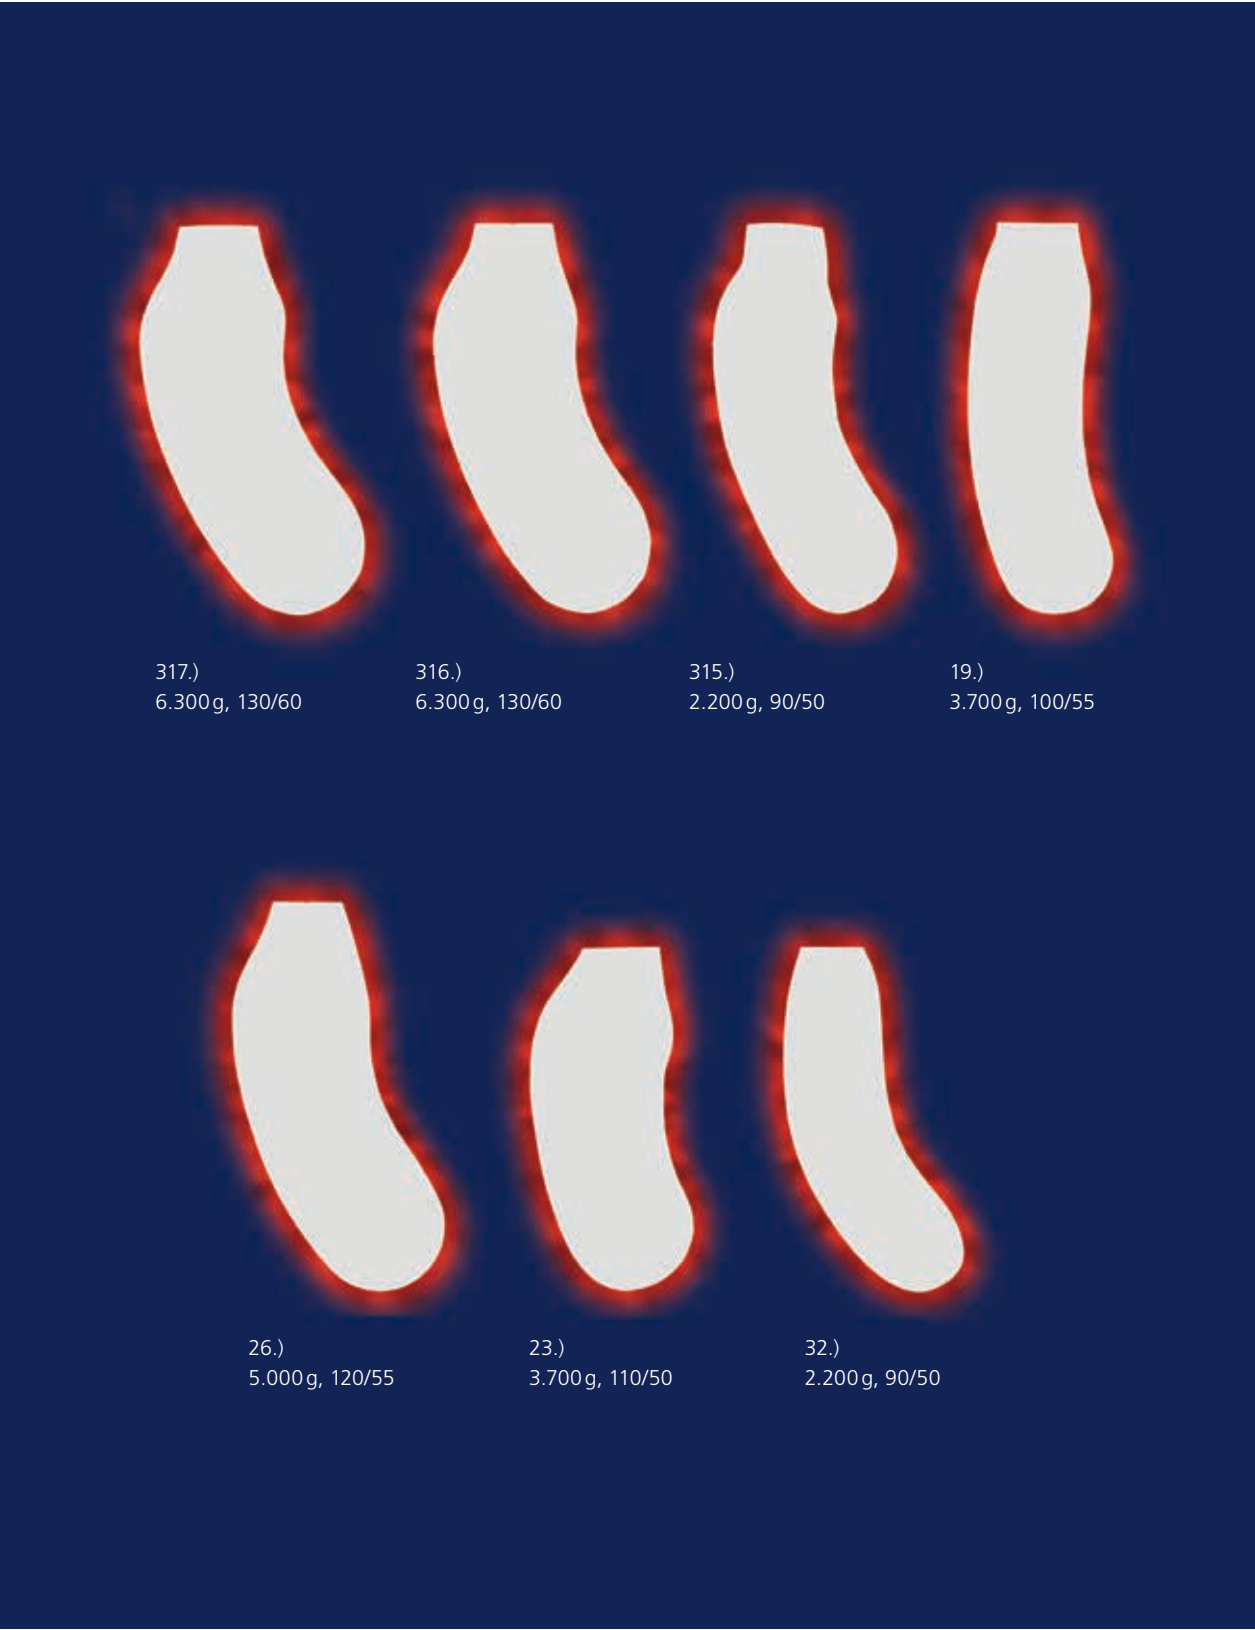 317.)
6.300 g, 130/60
316.)
6.300 g, 130/60
315.)
2.200 g, 90/50
19.)
3.700 g, 100/55
26.)
5.000 g, 120/55
23.)
3.700 g, 110/50
32.)
2.200 g, 90/50